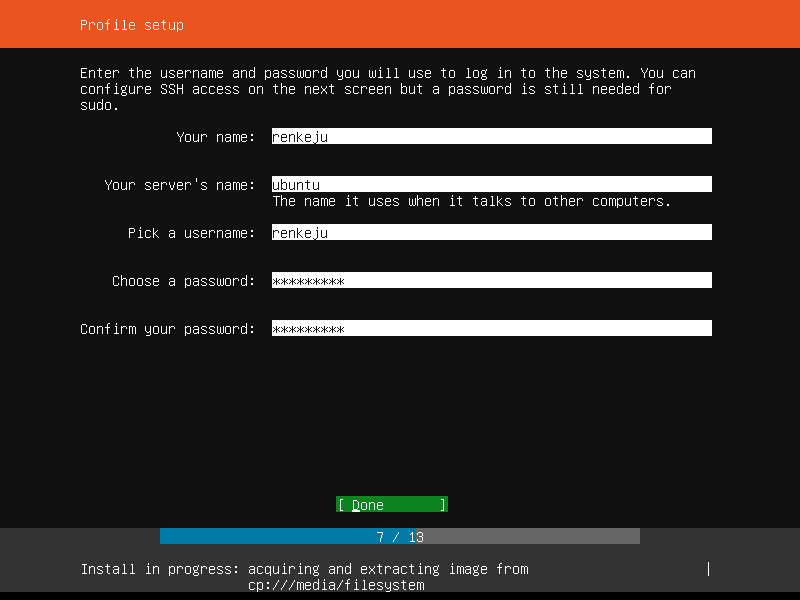 Profile setup
Enter the username and password you will use to log in to the system. You can
configure SSH access on the next screen but a password is still needed for
sudo.
Your name: renkeju
Your server's name: ubuntu
The name it uses when it talks to other computers.
Pick a username: renkeju
Choose a password: *********
Confirm your password: *********
[ Done ]
7 / 13
Install in progress: acquiring and extracting image from |
cp:///media/filesystem